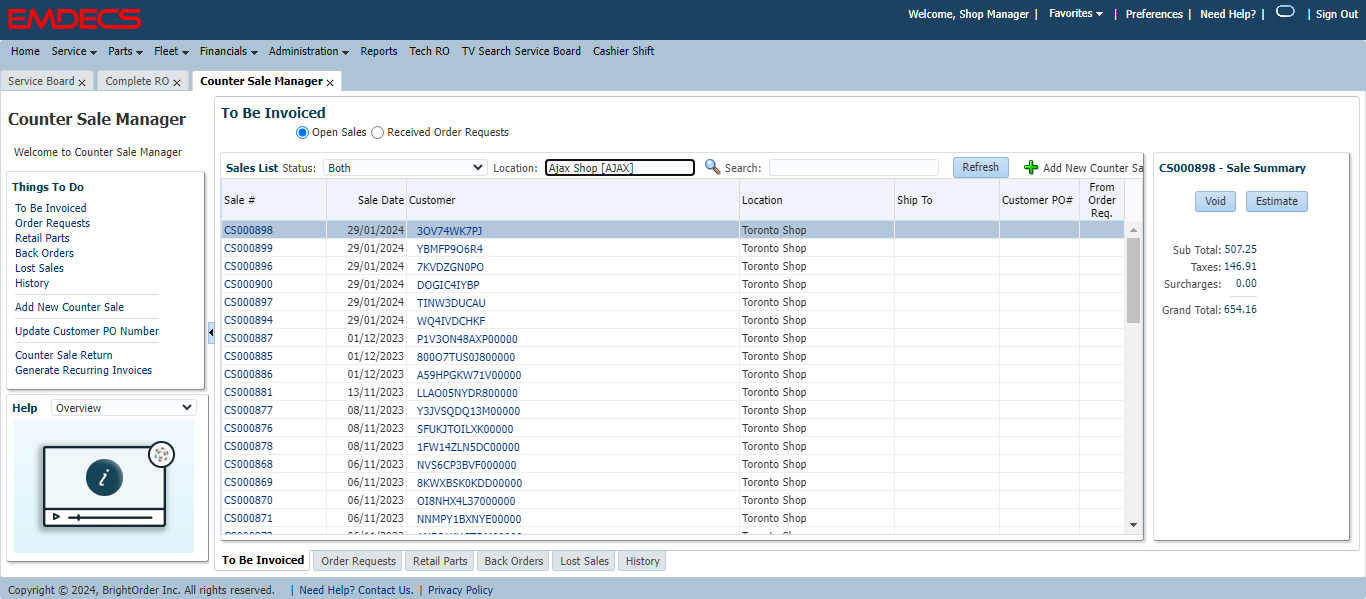 EMDECS
Welcome, Shop Manager | Favorites | Preferences | Need Help? | | Sign Out
Home Service Parts Fleet Financials Administration Reports Tech RO TV Search Service Board Cashier Shift
Service Board x Complete RO x Counter Sale Manager x
Counter Sale Manager
Welcome to Counter Sale Manager
Things To Do
To Be Invoiced
Order Requests
Retail Parts
Back Orders
Lost Sales
History
Add New Counter Sale
Update Customer PO Number
Counter Sale Return
Generate Recurring Invoices
Help Overview
i
To Be Invoiced
Open Sales Received Order Requests
Sales List Status: Both Location: Ajax Shop [AJAX] Search: Refresh Add New Counter Sa
Sale # Sale Date Customer Location Ship To Customer PO# From Order Req.
CS000898 29/01/2024 3OV74WK7PJ Toronto Shop
CS000899 29/01/2024 YBMFP9O6R4 Toronto Shop
CS000896 29/01/2024 7KVDZGN0PO Toronto Shop
CS000900 29/01/2024 DOGIC4IYBP Toronto Shop
CS000897 29/01/2024 TINW3DUCAU Toronto Shop
CS000894 29/01/2024 WQ4IVDCHKF Toronto Shop
CS000887 01/12/2023 P1V3ON48AXP00000 Toronto Shop
CS000885 01/12/2023 800O7TUS0J800000 Toronto Shop
CS000886 01/12/2023 A59HPGKW71V00000 Toronto Shop
CS000881 13/11/2023 LLAO05NYDR800000 Toronto Shop
CS000877 08/11/2023 Y3JVSQDQ13M00000 Toronto Shop
CS000876 08/11/2023 SFUKJTOILXK00000 Toronto Shop
CS000878 08/11/2023 1FW14ZLN5DC00000 Toronto Shop
CS000868 06/11/2023 NVS6CP3BVF000000 Toronto Shop
CS000869 06/11/2023 8KWXBSK0KDD00000 Toronto Shop
CS000870 06/11/2023 OI8NHX4L37000000 Toronto Shop
CS000871 06/11/2023 NNMPY1BXNYE00000 Toronto Shop
CS000898 - Sale Summary
Void Estimate
Sub Total: 507.25
Taxes: 146.91
Surcharges: 0.00
Grand Total: 654.16
To Be Invoiced Order Requests Retail Parts Back Orders Lost Sales History
Copyright © 2024, BrightOrder Inc. All rights reserved. | Need Help? Contact Us. | Privacy Policy